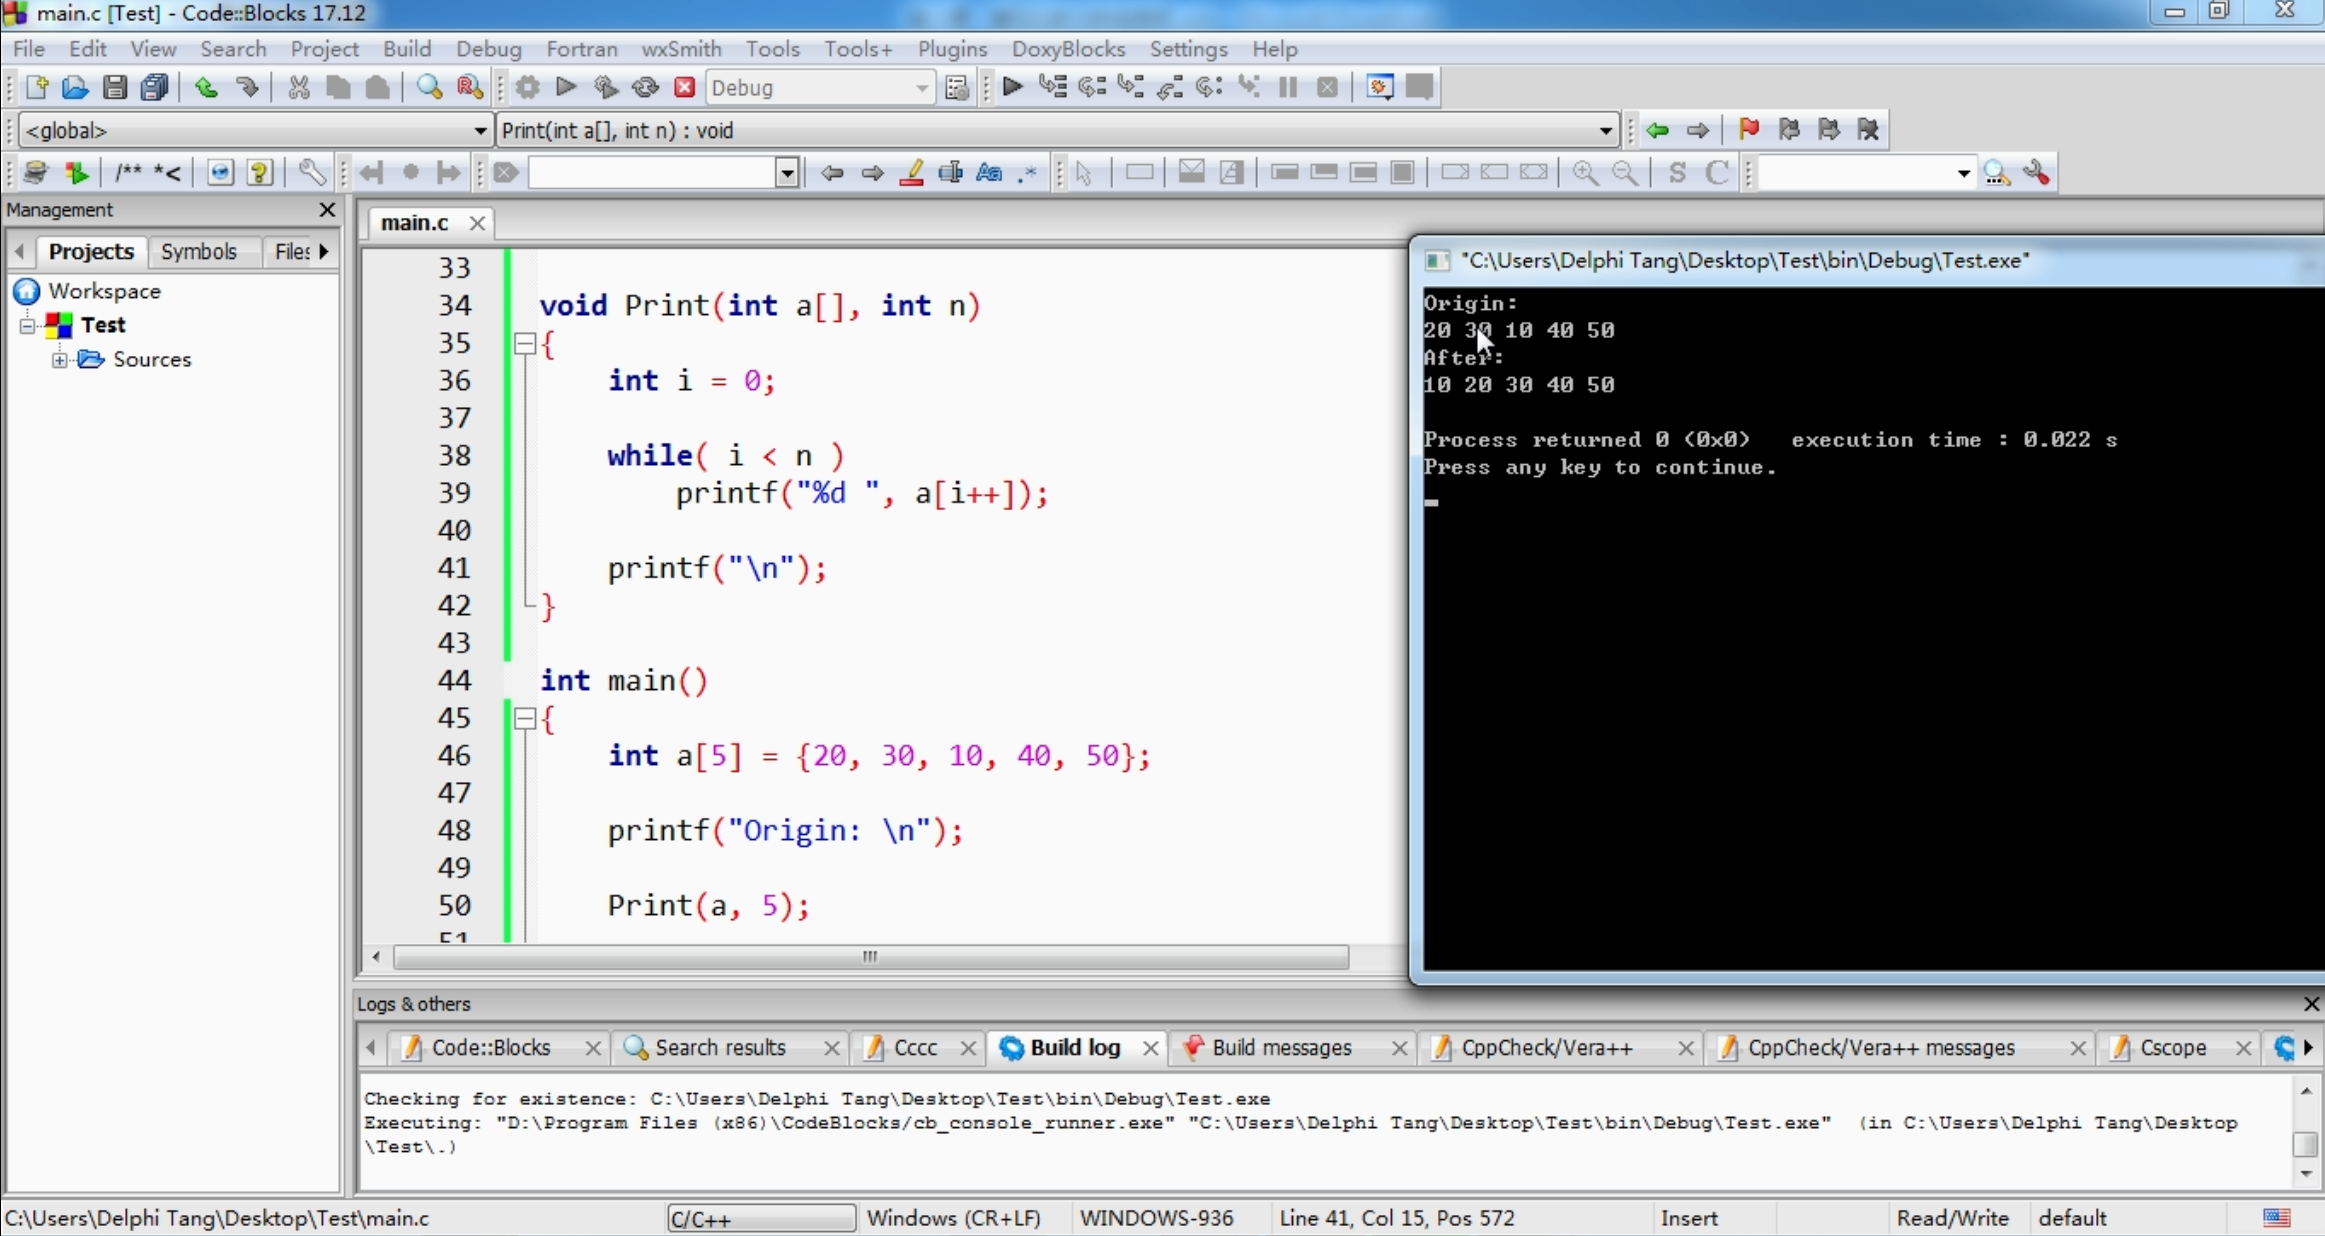 main.c [Test] - Code::Blocks 17.12
File Edit View Search Project Build Debug Fortran wxSmith Tools Tools+ Plugins DoxyBlocks Settings Help
Debug
<global>
Print(int a[], int n) : void
/** *<
Aa .*
S C
Management
Projects Symbols Files
Workspace
Test
Sources
main.c
33
34 void Print(int a[], int n)
35 {
36 int i = 0;
37
38 while( i < n )
39 printf("%d ", a[i++]);
40
41 printf("\n");
42 }
43
44 int main()
45 {
46 int a[5] = {20, 30, 10, 40, 50};
47
48 printf("Origin: \n");
49
50 Print(a, 5);
51
"C:\Users\Delphi Tang\Desktop\Test\bin\Debug\Test.exe"
Origin:
20 30 10 40 50
After:
10 20 30 40 50
Process returned 0 (0x0) execution time : 0.022 s
Press any key to continue.
Logs & others
Code::Blocks Search results Cccc Build log Build messages CppCheck/Vera++ CppCheck/Vera++ messages Cscope
Checking for existence: C:\Users\Delphi Tang\Desktop\Test\bin\Debug\Test.exe
Executing: "D:\Program Files (x86)\CodeBlocks/cb_console_runner.exe" "C:\Users\Delphi Tang\Desktop\Test\bin\Debug\Test.exe" (in C:\Users\Delphi Tang\Desktop
\Test\.)
C:\Users\Delphi Tang\Desktop\Test\main.c C/C++ Windows (CR+LF) WINDOWS-936 Line 41, Col 15, Pos 572 Insert Read/Write default